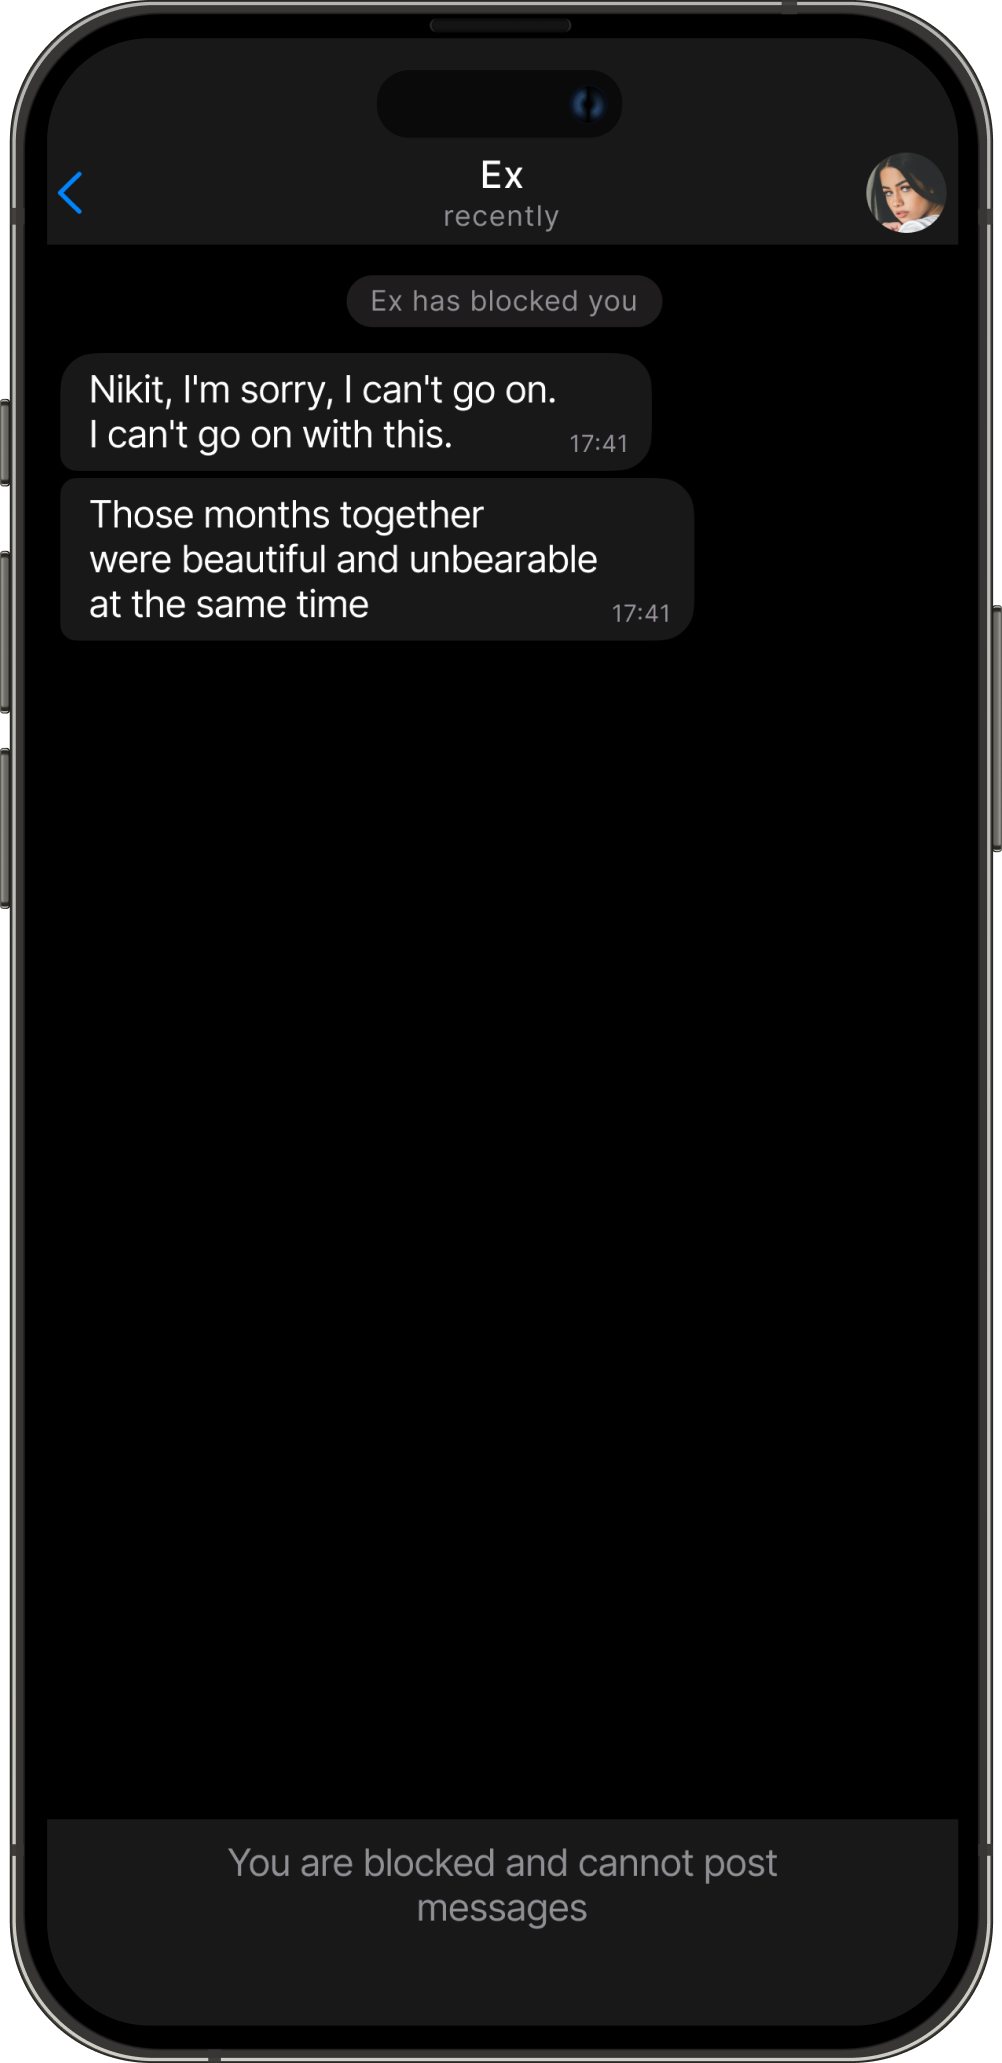 Ex
recently
Ex has blocked you
Nikit, I'm sorry, I can't go on.
I can't go on with this.
17:41
Those months together
were beautiful and unbearable
at the same time
17:41
You are blocked and cannot post
messages